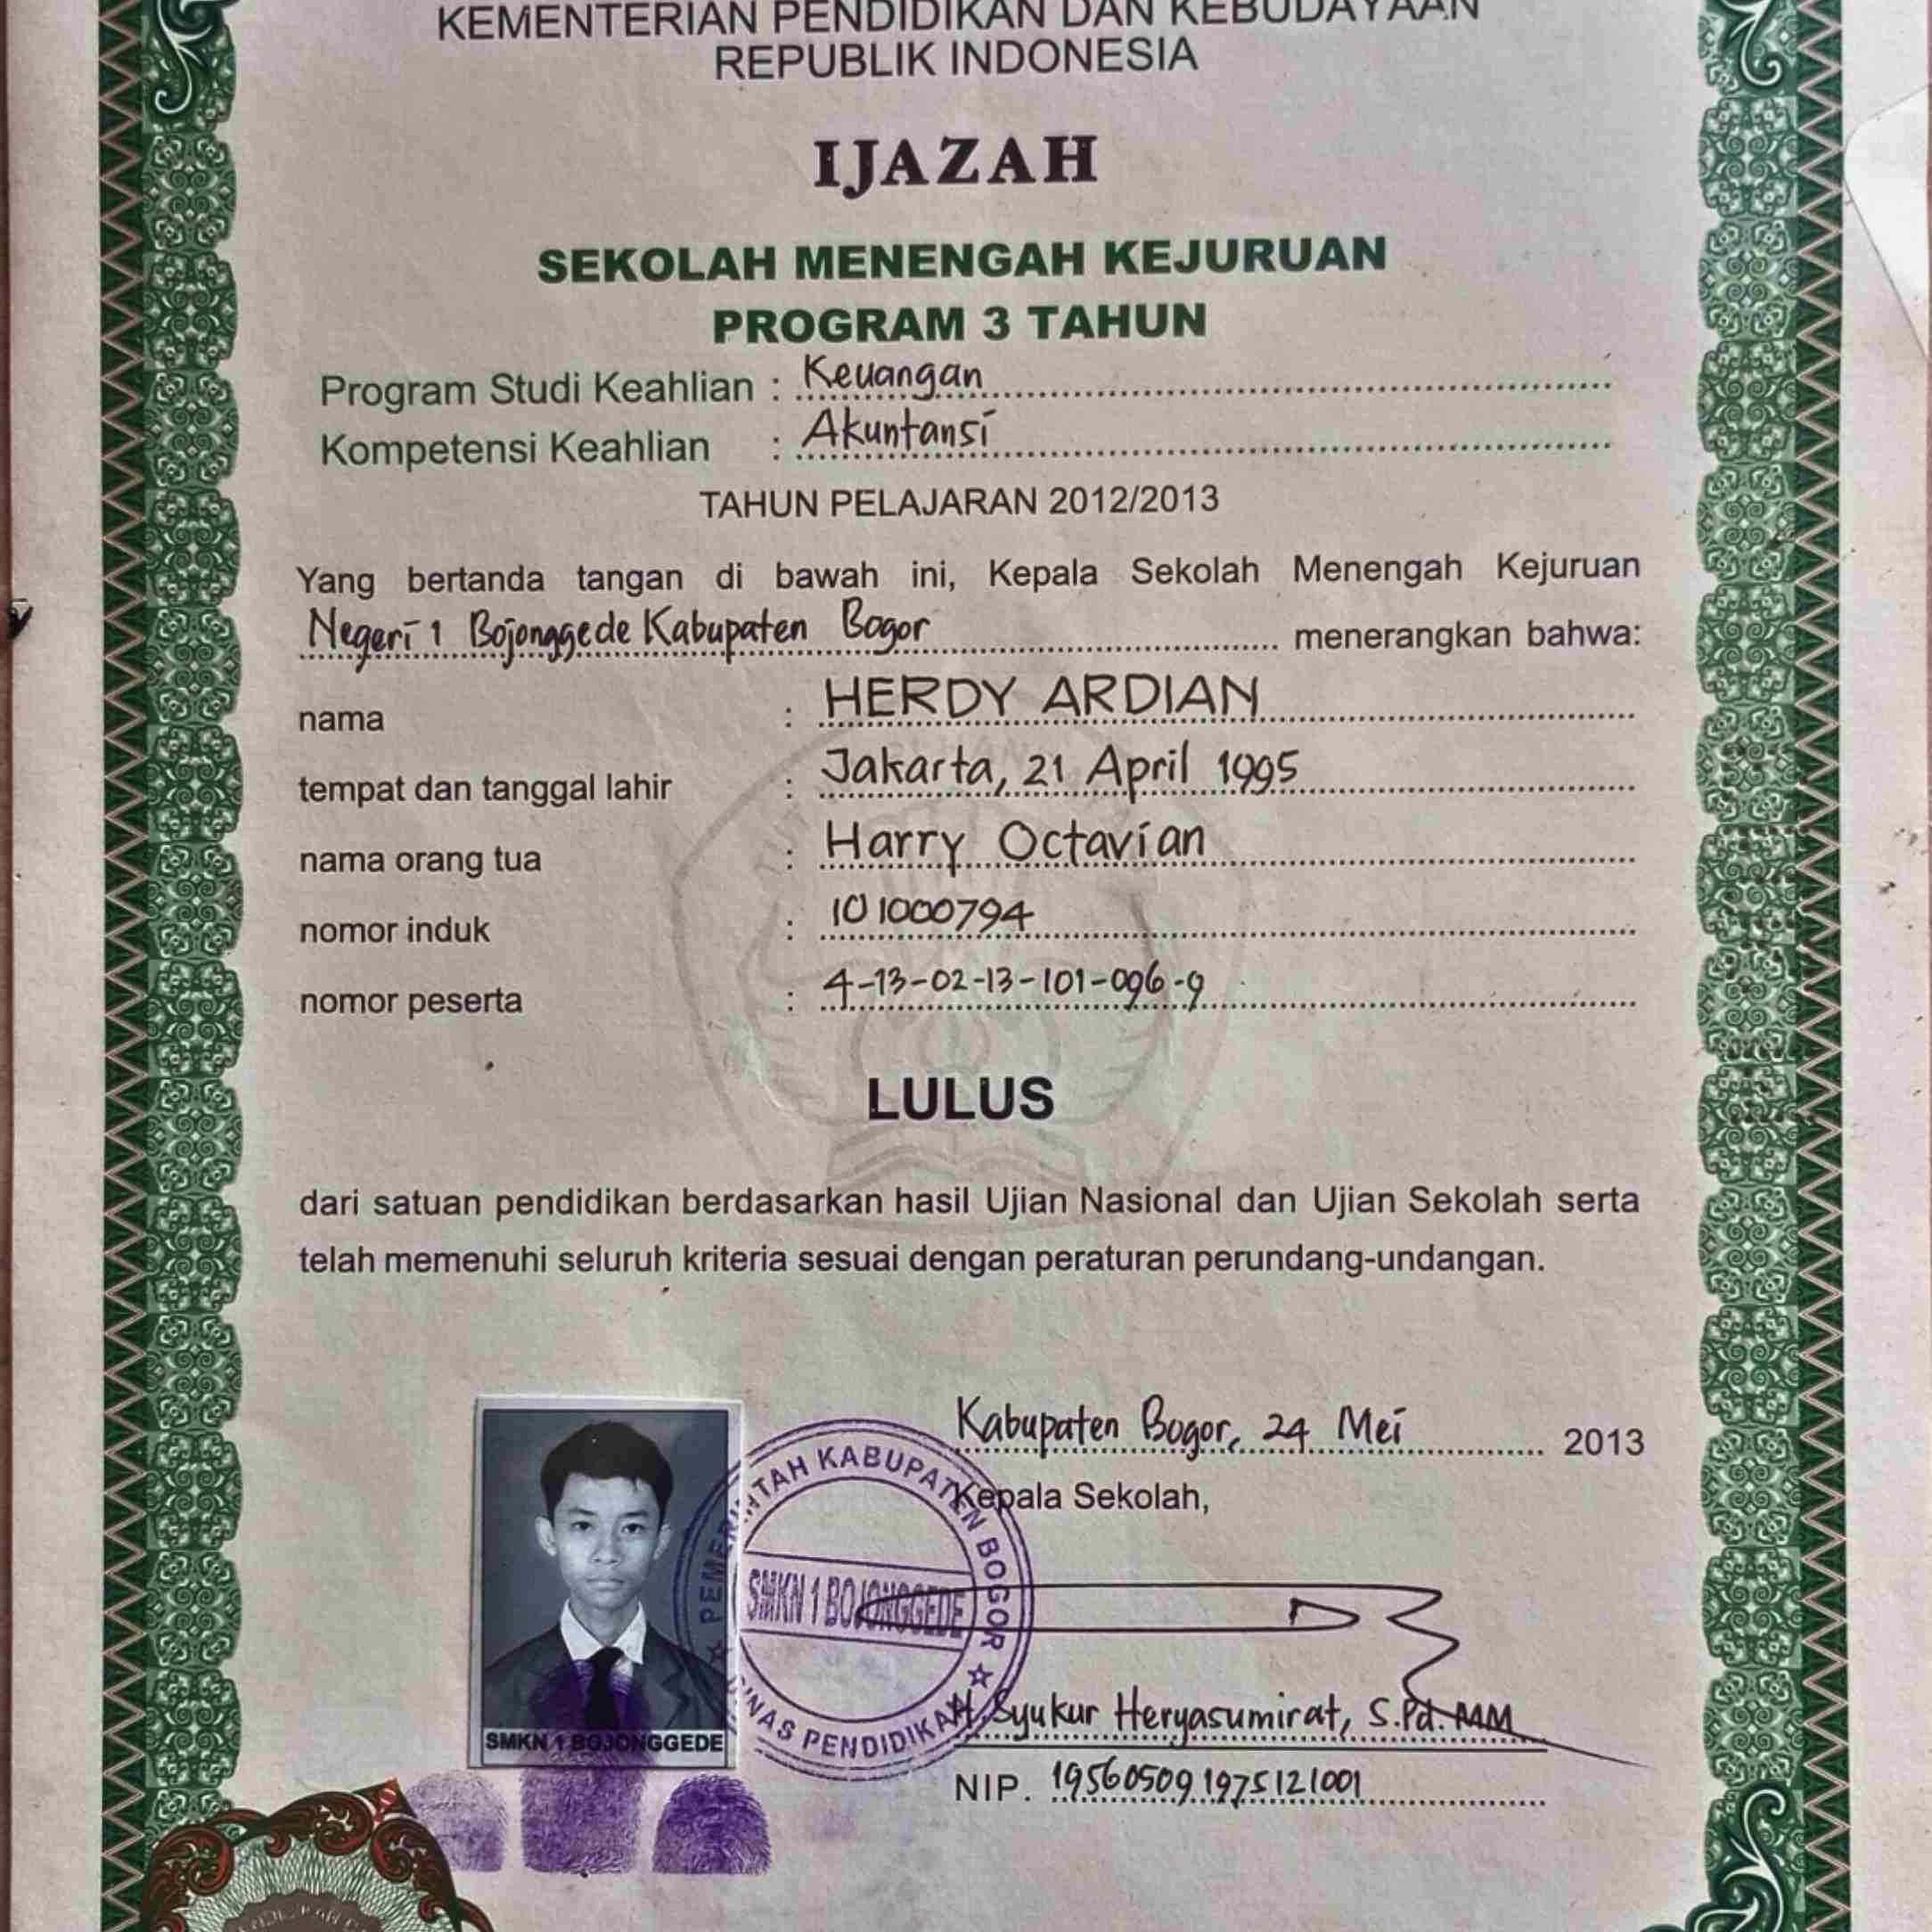 KEMENTERIAN PENDIDIKAN DAN KEBUDAYAAN
REPUBLIK INDONESIA
IJAZAH
SEKOLAH MENENGAH KEJURUAN
PROGRAM 3 TAHUN
Program Studi Keahlian : Keuangan
Kompetensi Keahlian : Akuntansi
TAHUN PELAJARAN 2012/2013
Yang bertanda tangan di bawah ini, Kepala Sekolah Menengah Kejuruan
Negeri 1 Bojonggede Kabupaten Bogor menerangkan bahwa:
nama : HERDY ARDIAN
tempat dan tanggal lahir : Jakarta, 21 April 1995
nama orang tua : Harry Octavian
nomor induk : 101000794
nomor peserta : 4-13-02-13-101-096-9
LULUS
dari satuan pendidikan berdasarkan hasil Ujian Nasional dan Ujian Sekolah serta
telah memenuhi seluruh kriteria sesuai dengan peraturan perundang-undangan.
Kabupaten Bogor, 24 Mei 2013
Kepala Sekolah,
PEMERINTAH KABUPATEN BOGOR
SMKN 1 BOJONGGEDE
DINAS PENDIDIKAN
H. Syukur Heryasumirat, S.Pd. MM
SMKN 1 BOJONGGEDE
NIP. 195605091975121001